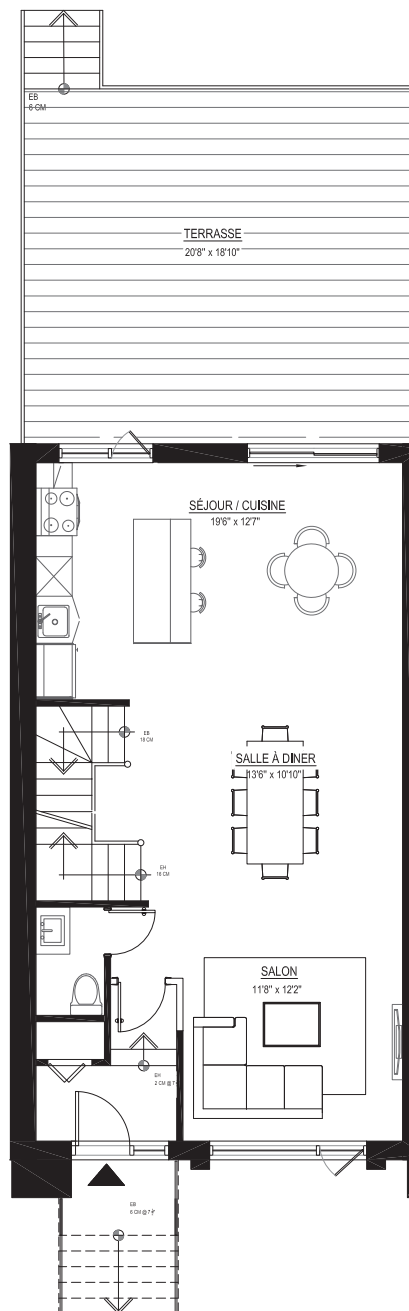 EB
6 CM
TERRASSE
20'8" x 18'10"
SÉJOUR / CUISINE
19'6" x 12'7"
EB
18 CM
SALLE À DINER
13'6" x 10'10"
EH
16 CM
SALON
11'8" x 12'2"
EH
2 CM @ 7
EB
6 CM @ 7